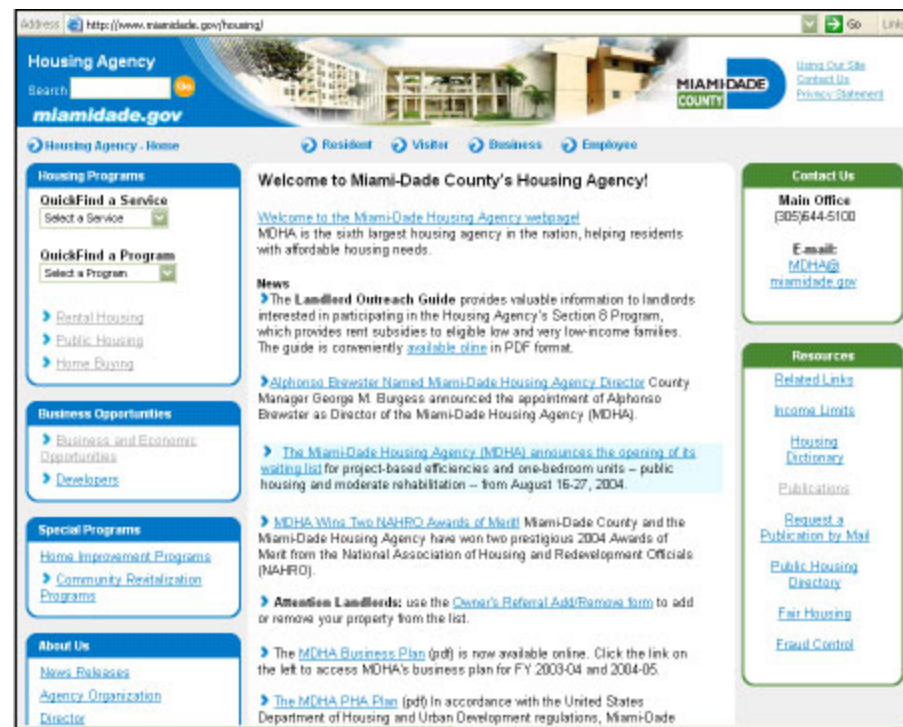 Address http://www.miamidade.gov/housing/ Go Links
Housing Agency
Search Go
miamidade.gov
MIAMI-DADE
COUNTY
Using Our Site
Contact Us
Privacy Statement
Housing Agency - Home
Resident Visitor Business Employee
Housing Programs
QuickFind a Service
Select a Service
QuickFind a Program
Select a Program
Rental Housing
Public Housing
Home Buying
Business Opportunities
Business and Economic
Opportunities
Developers
Special Programs
Home Improvement Programs
Community Revitalization
Programs
About Us
News Releases
Agency Organization
Director
Welcome to Miami-Dade County's Housing Agency!
Welcome to the Miami-Dade Housing Agency webpage!
MDHA is the sixth largest housing agency in the nation, helping residents
with affordable housing needs.
News
The Landlord Outreach Guide provides valuable information to landlords
interested in participating in the Housing Agency's Section 8 Program,
which provides rent subsidies to eligible low and very low-income families.
The guide is conveniently available oline in PDF format.
Alphonso Brewster Named Miami-Dade Housing Agency Director County
Manager George M. Burgess announced the appointment of Alphonso
Brewster as Director of the Miami-Dade Housing Agency (MDHA).
The Miami-Dade Housing Agency (MDHA) announces the opening of its
waiting list for project-based efficiencies and one-bedroom units – public
housing and moderate rehabilitation – from August 16-27, 2004.
MDHA Wins Two NAHRO Awards of Merit! Miami-Dade County and the
Miami-Dade Housing Agency have won two prestigious 2004 Awards of
Merit from the National Association of Housing and Redevelopment Officials
(NAHRO).
Attention Landlords: use the Owner's Referral Add/Remove form to add
or remove your property from the list.
The MDHA Business Plan (pdf) is now available online. Click the link on
the left to access MDHA's business plan for FY 2003-04 and 2004-05.
The MDHA PHA Plan (pdf) In accordance with the United States
Department of Housing and Urban Development regulations, Miami-Dade
Contact Us
Main Office
(305)644-5100
E-mail:
MDHA@
miamidade.gov
Resources
Related Links
Income Limits
Housing
Dictionary
Publications
Request a
Publication by Mail
Public Housing
Directory
Fair Housing
Fraud Control